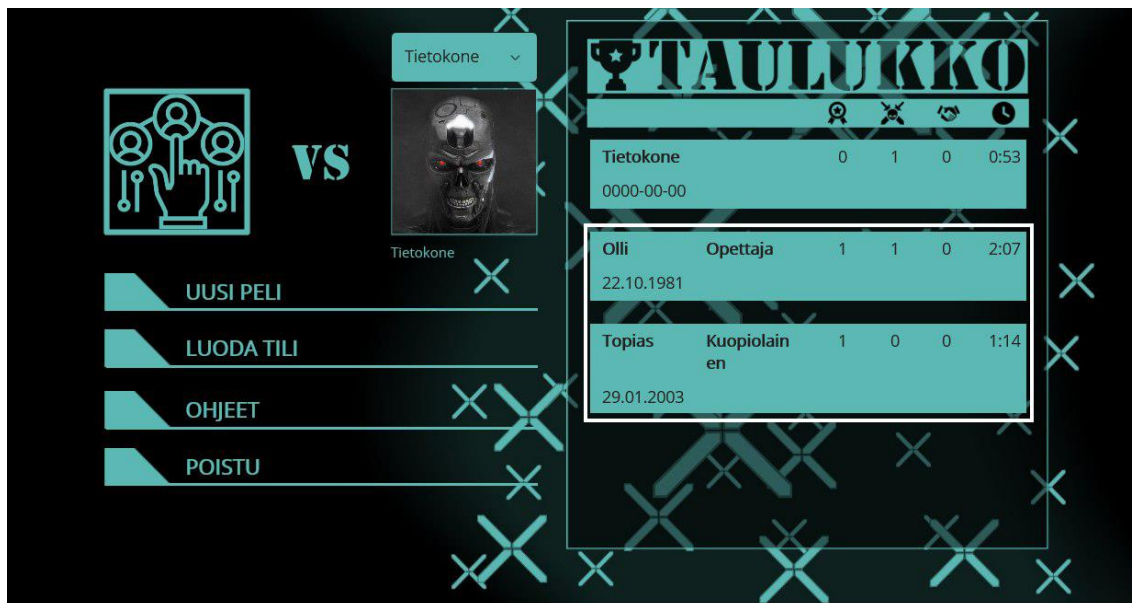 Tietokone
VS
Tietokone
UUSI PELI
LUODA TILI
OHJEET
POISTU
TAULUKKO
Tietokone 0 1 0 0:53
0000-00-00
Olli Opettaja 1 1 0 2:07
22.10.1981
Topias Kuopiolain 1 0 0 1:14
en
29.01.2003